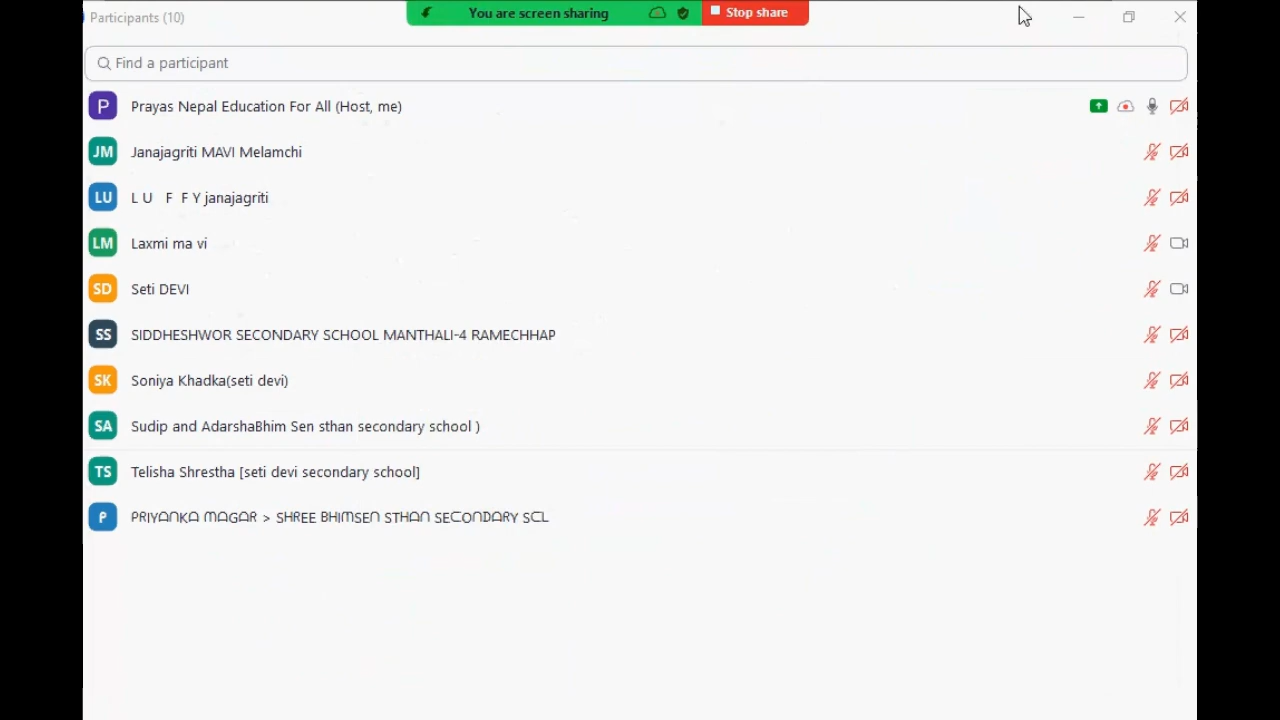 Participants (10)
You are screen sharing
Stop share
Find a participant
P Prayas Nepal Education For All (Host, me)
JM Janajagriti MAVI Melamchi
LU L U F F Y janajagriti
LM Laxmi ma vi
SD Seti DEVI
SS SIDDHESHWOR SECONDARY SCHOOL MANTHALI-4 RAMECHHAP
SK Soniya Khadka(seti devi)
SA Sudip and AdarshaBhim Sen sthan secondary school )
TS Telisha Shrestha [seti devi secondary school]
P PRIYANKA MAGAR > SHREE BHIMSEN STHAN SECONDARY SCL